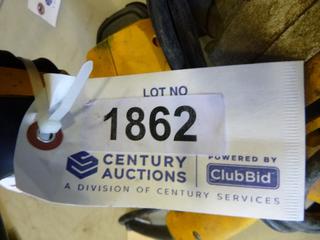 LOT NO
1862
CENTURY AUCTIONS
POWERED BY ClubBid
A DIVISION OF CENTURY SERVICES